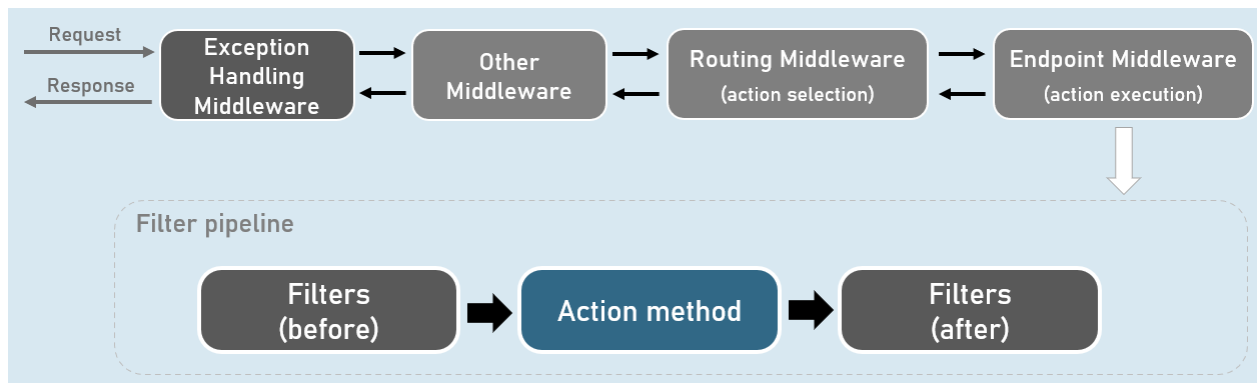 Request
Response
Exception
Handling
Middleware
Other
Middleware
Routing Middleware
(action selection)
Endpoint Middleware
(action execution)
Filter pipeline
Filters
(before)
Action method
Filters
(after)